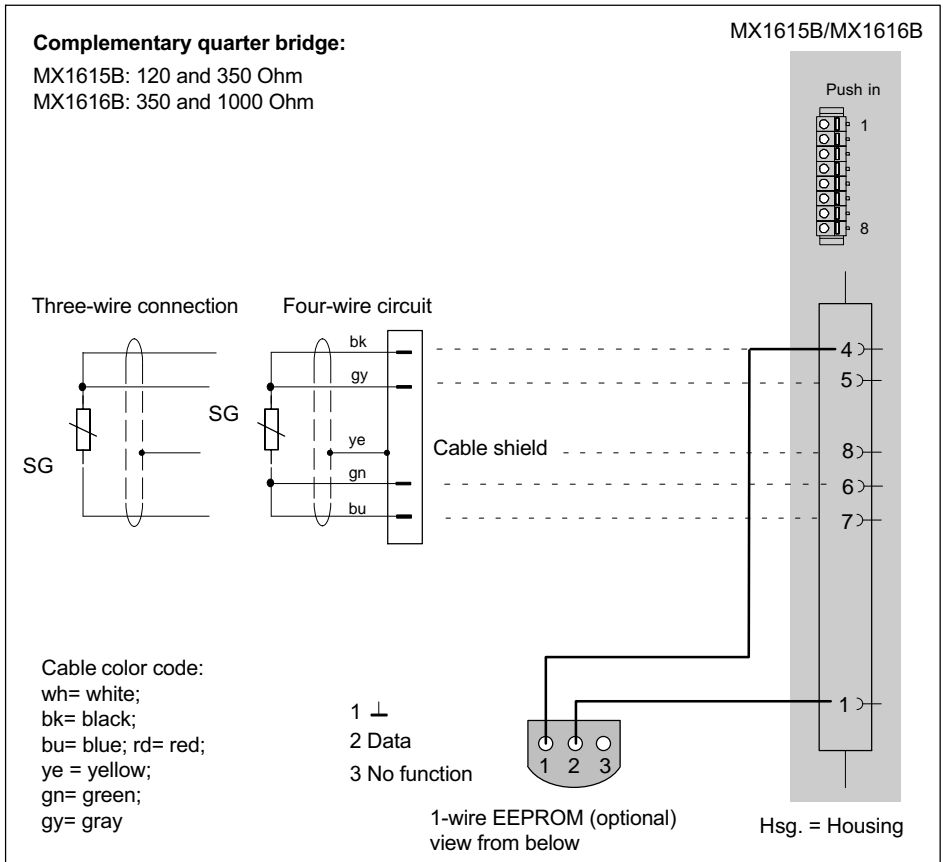 Complementary quarter bridge:
MX1615B: 120 and 350 Ohm
MX1616B: 350 and 1000 Ohm
MX1615B/MX1616B
Push in
1
8
Three-wire connection
Four-wire circuit
bk
gy
SG
SG
ye
gn
bu
Cable shield
4
5
8
6
7
1
Cable color code:
wh= white;
bk= black;
bu= blue; rd= red;
ye = yellow;
gn= green;
gy= gray
1 ⊥
2 Data
3 No function
1 2 3
1-wire EEPROM (optional)
view from below
Hsg. = Housing